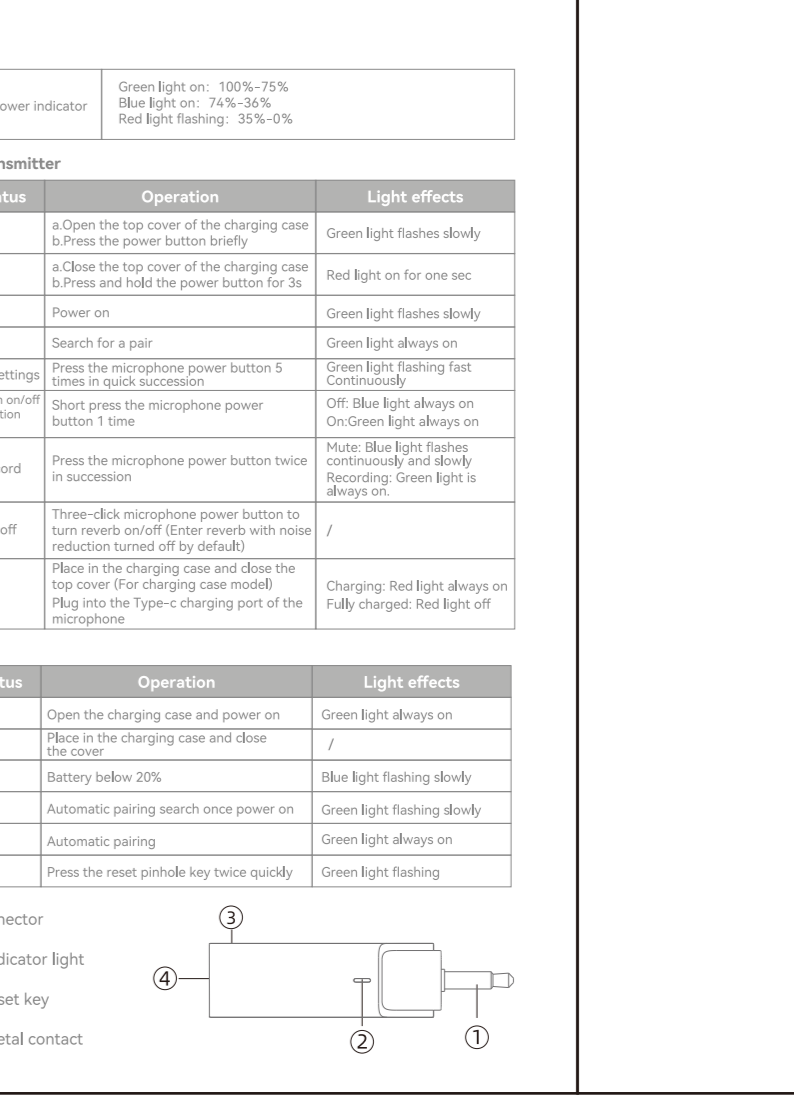 ower indicator
Green light on: 100%-75%
Blue light on: 74%-36%
Red light flashing: 35%-0%
nsmitter
atus Operation Light effects
a.Open the top cover of the charging case
b.Press the power button briefly
Green light flashes slowly
a.Close the top cover of the charging case
b.Press and hold the power button for 3s
Red light on for one sec
Power on Green light flashes slowly
Search for a pair Green light always on
ettings
Press the microphone power button 5
times in quick succession
Green light flashing fast
Continuously
n on/off
tion
Short press the microphone power
button 1 time
Off: Blue light always on
On:Green light always on
cord
Press the microphone power button twice
in succession
Mute: Blue light flashes
continuously and slowly
Recording: Green light is
always on.
off
Three-click microphone power button to
turn reverb on/off (Enter reverb with noise
reduction turned off by default)
/
Place in the charging case and close the
top cover (For charging case model)
Plug into the Type-c charging port of the
microphone
Charging: Red light always on
Fully charged: Red light off
tus Operation Light effects
Open the charging case and power on Green light always on
Place in the charging case and close
the cover
/
Battery below 20% Blue light flashing slowly
Automatic pairing search once power on Green light flashing slowly
Automatic pairing Green light always on
Press the reset pinhole key twice quickly Green light flashing
nector
dicator light
set key
etal contact
③
④
②
①